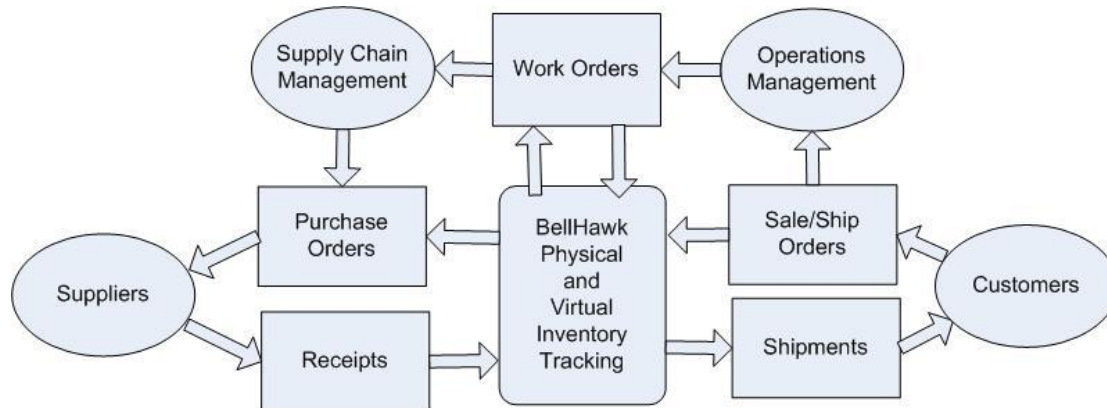 Supply Chain
Management
Work Orders
Operations
Management
Purchase
Orders
BellHawk
Physical
and
Virtual
Inventory
Tracking
Sale/Ship
Orders
Suppliers
Customers
Receipts
Shipments